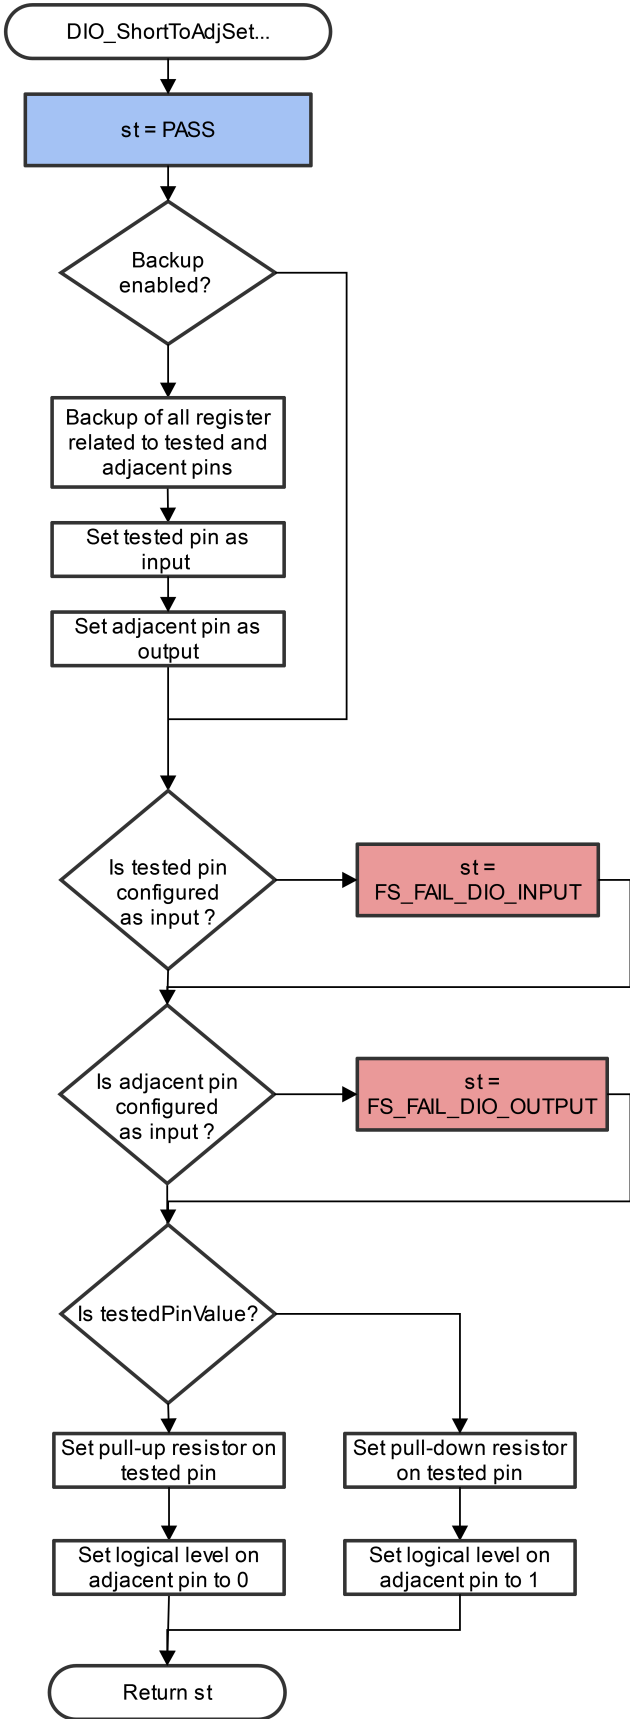 DIO_ShortToAdjSet...
st = PASS
Backup
enabled?
Backup of all register
related to tested and
adjacent pins
Set tested pin as
input
Set adjacent pin as
output
Is tested pin
configured
as input ?
st =
FS_FAIL_DIO_INPUT
Is adjacent pin
configured
as input ?
st =
FS_FAIL_DIO_OUTPUT
Is testedPinValue?
Set pull-up resistor on
tested pin
Set pull-down resistor
on tested pin
Set logical level on
adjacent pin to 0
Set logical level on
adjacent pin to 1
Return st